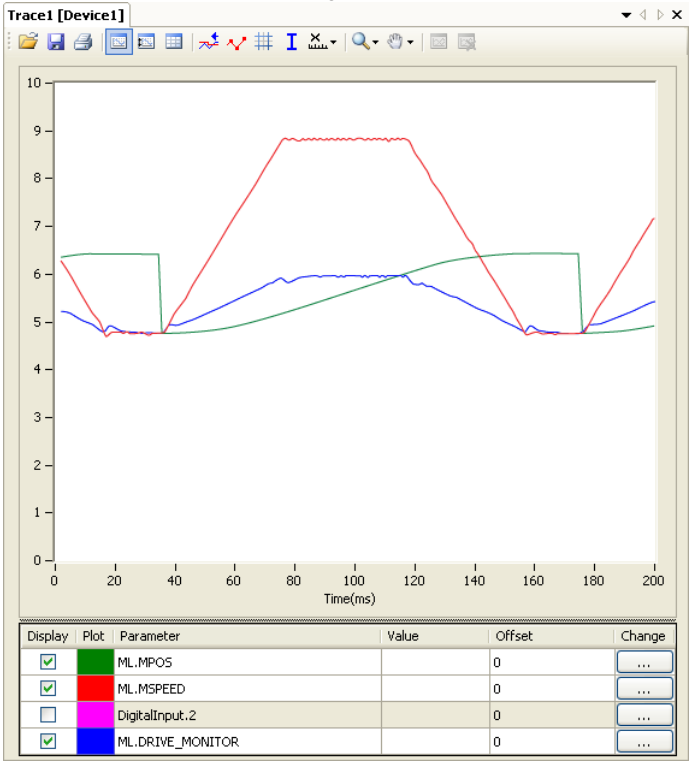 Trace1 [Device1]
10
9
8
7
6
5
4
3
2
1
0
0 20 40 60 80 100 120 140 160 180 200
Time(ms)
Display Plot Parameter Value Offset Change
ML.MPOS 0 ...
ML.MSPEED 0 ...
DigitalInput.2 0 ...
ML.DRIVE_MONITOR 0 ...